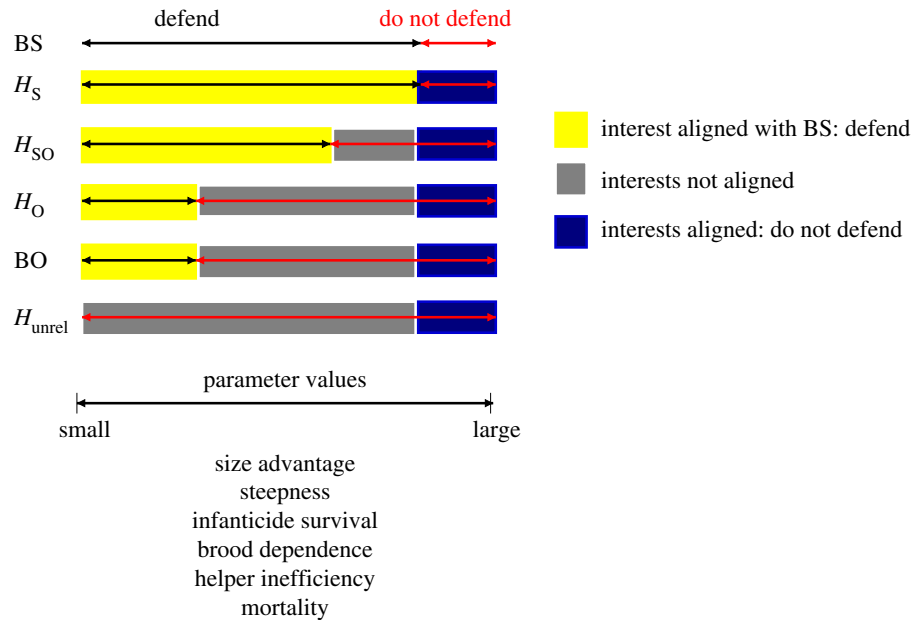 defend do not defend
BS
H_S
H_SO
interest aligned with BS: defend
interests not aligned
H_O
interests aligned: do not defend
BO
H_unrel
parameter values
small large
size advantage
steepness
infanticide survival
brood dependence
helper inefficiency
mortality